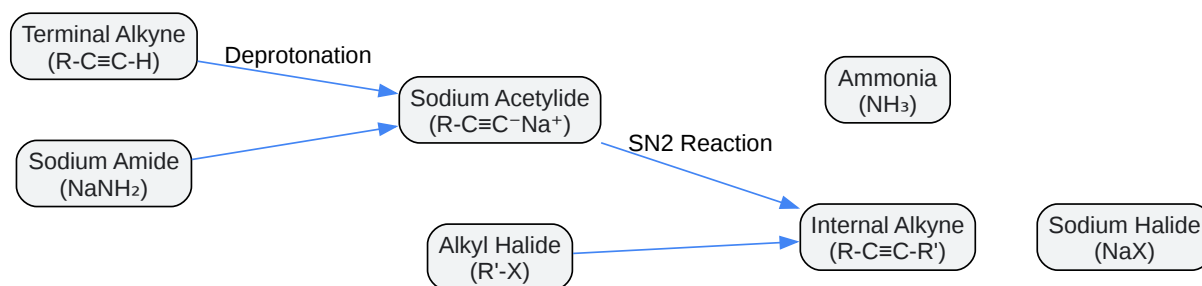 Terminal Alkyne
(R-C≡C-H)
Deprotonation
Sodium Amide
(NaNH₂)
Sodium Acetylide
(R-C≡C⁻Na⁺)
SN2 Reaction
Alkyl Halide
(R'-X)
Ammonia
(NH₃)
Internal Alkyne
(R-C≡C-R')
Sodium Halide
(NaX)